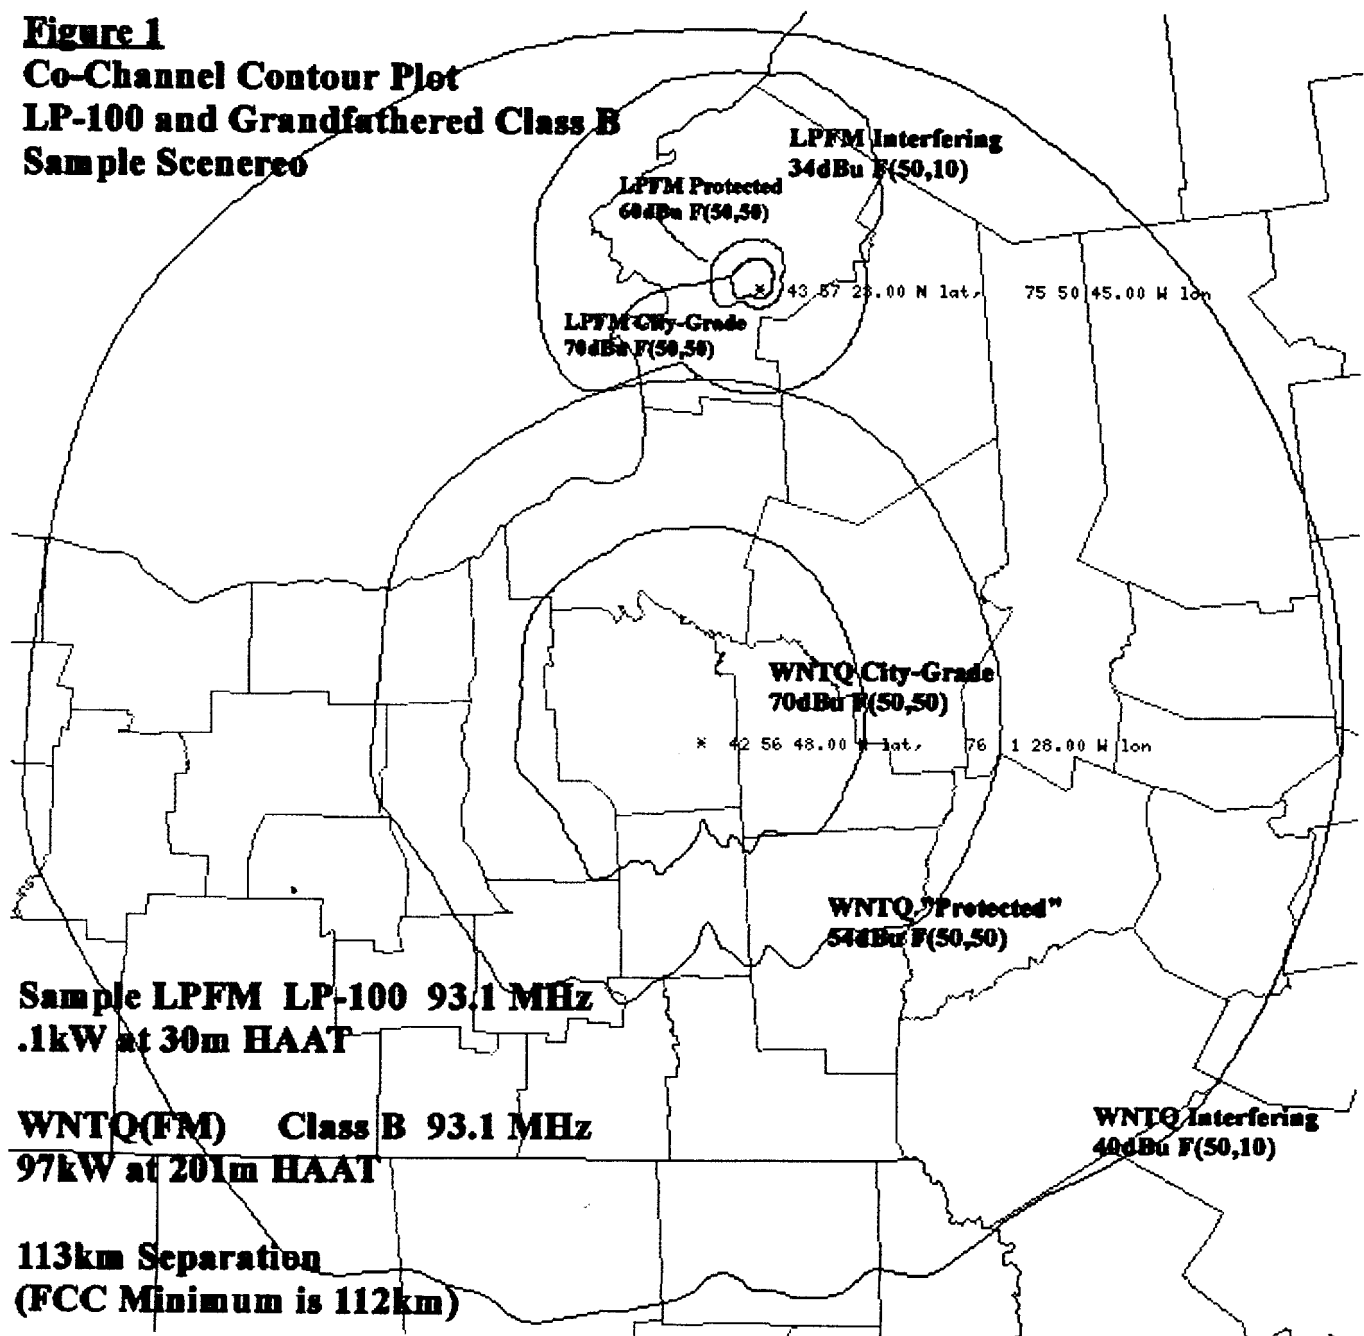 Figure 1
Co-Channel Contour Plot
LP-100 and Grandfathered Class B
Sample Scenereo
LPFM Interfering
34dBu F(50,10)
LPFM Protected
60dBu F(50,50)
* 43 57 23.00 N lat, 75 50 45.00 W lon
LPFM City-Grade
70dBu F(50,50)
WNTQ City-Grade
70dBu F(50,50)
* 42 56 48.00 N lat, 76 1 28.00 W lon
WNTQ "Protected"
54dBu F(50,50)
Sample LPFM LP-100 93.1 MHz
.1kW at 30m HAAT
WNTQ(FM) Class B 93.1 MHz
97kW at 201m HAAT
WNTQ Interfering
40dBu F(50,10)
113km Separation
(FCC Minimum is 112km)